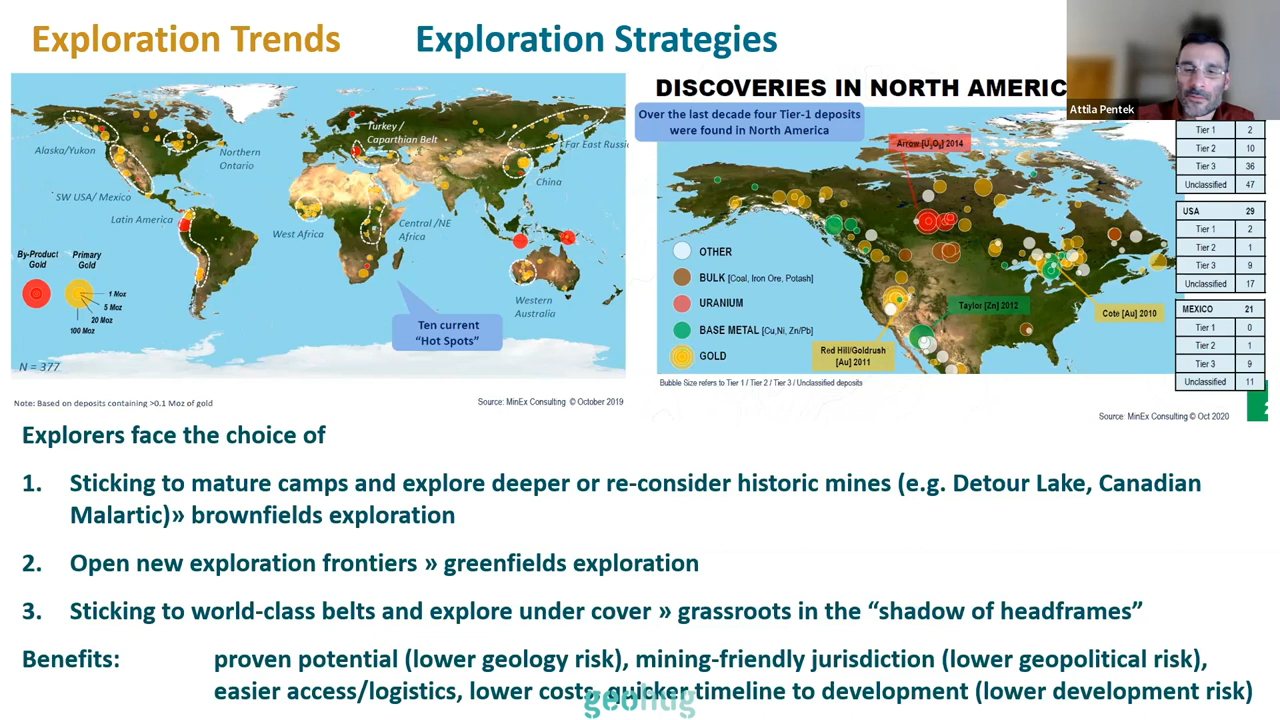 Exploration Trends
Exploration Strategies
Attila Pentek
Turkey /
Caparthian Belt
Far East Russi
Alaska/Yukon
Northern
Ontario
China
SW USA/ Mexico
Latin America
West Africa
Central /NE
Africa
By-Product
Gold
Primary
Gold
1 Moz
5 Moz
20 Moz
100 Moz
Western
Australia
Ten current
“Hot Spots”
N = 377
Note: Based on deposits containing >0.1 Moz of gold
Source: MinEx Consulting © October 2019
DISCOVERIES IN NORTH AMERIC
Over the last decade four Tier-1 deposits
were found in North America
Arrow [U3O8] 2014
OTHER
BULK [Coal, Iron Ore, Potash]
URANIUM
BASE METAL [Cu,Ni, Zn/Pb]
GOLD
Taylor [Zn] 2012
Cote [Au] 2010
Red Hill/Goldrush
[Au] 2011
Bubble Size refers to Tier 1 / Tier 2 / Tier 3 / Unclassified deposits
Tier 1 2
Tier 2 10
Tier 3 36
Unclassified 47
USA 29
Tier 1 2
Tier 2 1
Tier 3 9
Unclassified 17
MEXICO 21
Tier 1 0
Tier 2 1
Tier 3 9
Unclassified 11
Source: MinEx Consulting © Oct 2020
Explorers face the choice of
1. Sticking to mature camps and explore deeper or re-consider historic mines (e.g. Detour Lake, Canadian
Malartic)» brownfields exploration
2. Open new exploration frontiers » greenfields exploration
3. Sticking to world-class belts and explore under cover » grassroots in the “shadow of headframes”
Benefits: proven potential (lower geology risk), mining-friendly jurisdiction (lower geopolitical risk),
easier access/logistics, lower costs, quicker timeline to development (lower development risk)
geohug